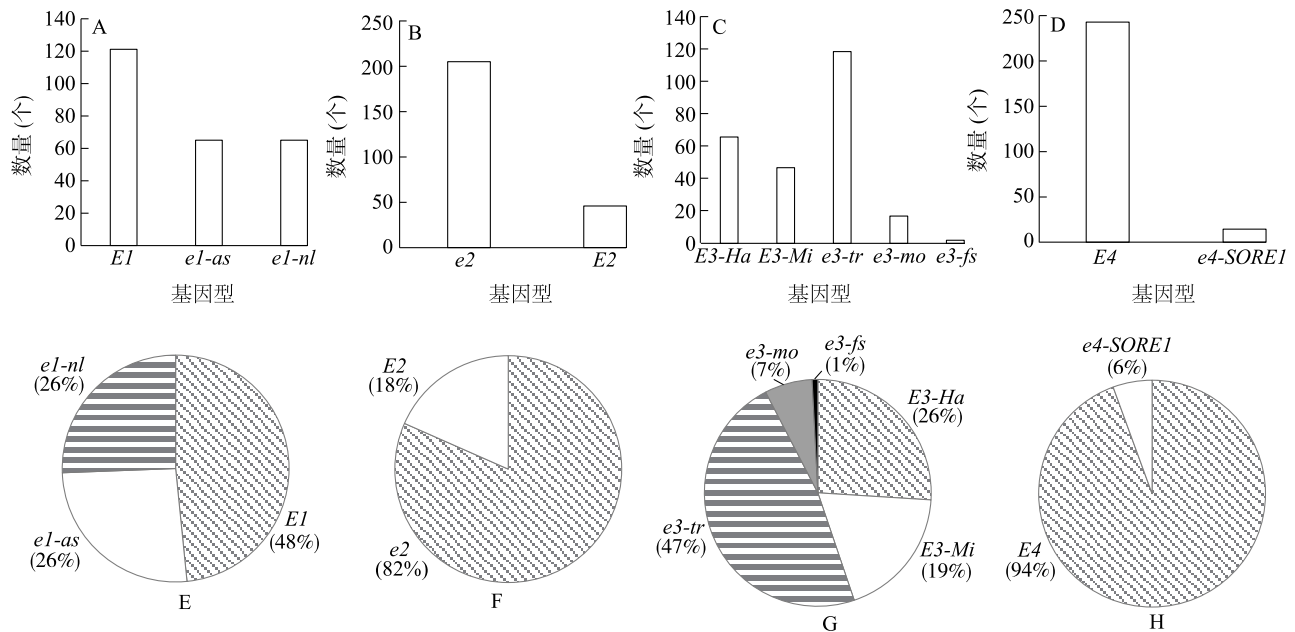 A
数量 (个)
140
120
100
80
60
40
20
0
E1
e1-as
e1-nl
基因型
B
数量 (个)
250
200
150
100
50
0
e2
E2
基因型
C
数量 (个)
140
120
100
80
60
40
20
0
E3-Ha
E3-Mi
e3-tr
e3-mo
e3-fs
基因型
D
数量 (个)
250
200
150
100
50
0
E4
e4-SORE1
基因型
e1-nl
(26%)
e1-as
(26%)
E1
(48%)
E
E2
(18%)
e2
(82%)
F
e3-mo
(7%)
e3-fs
(1%)
E3-Ha
(26%)
e3-tr
(47%)
E3-Mi
(19%)
G
e4-SORE1
(6%)
E4
(94%)
H